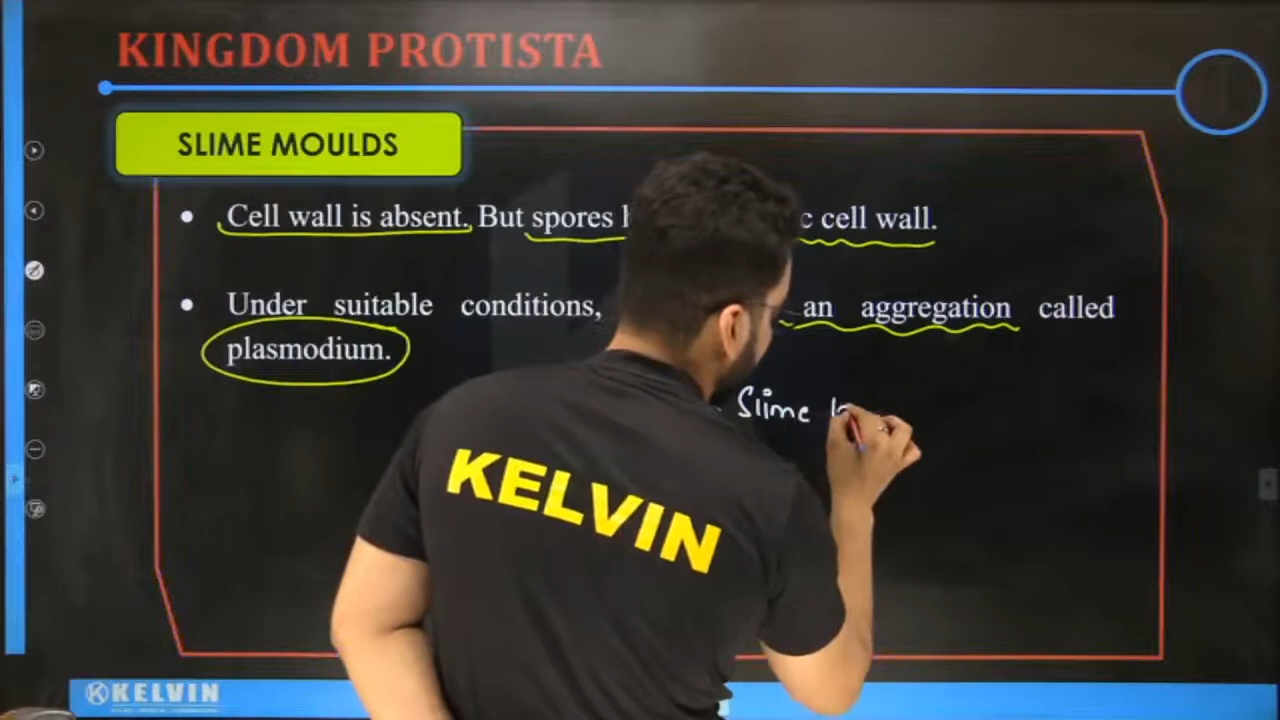 KINGDOM PROTISTA
SLIME MOULDS
• Cell wall is absent. But spores c cell wall.
• Under suitable conditions, an aggregation called
plasmodium.
Slime
KELVIN
KELVIN